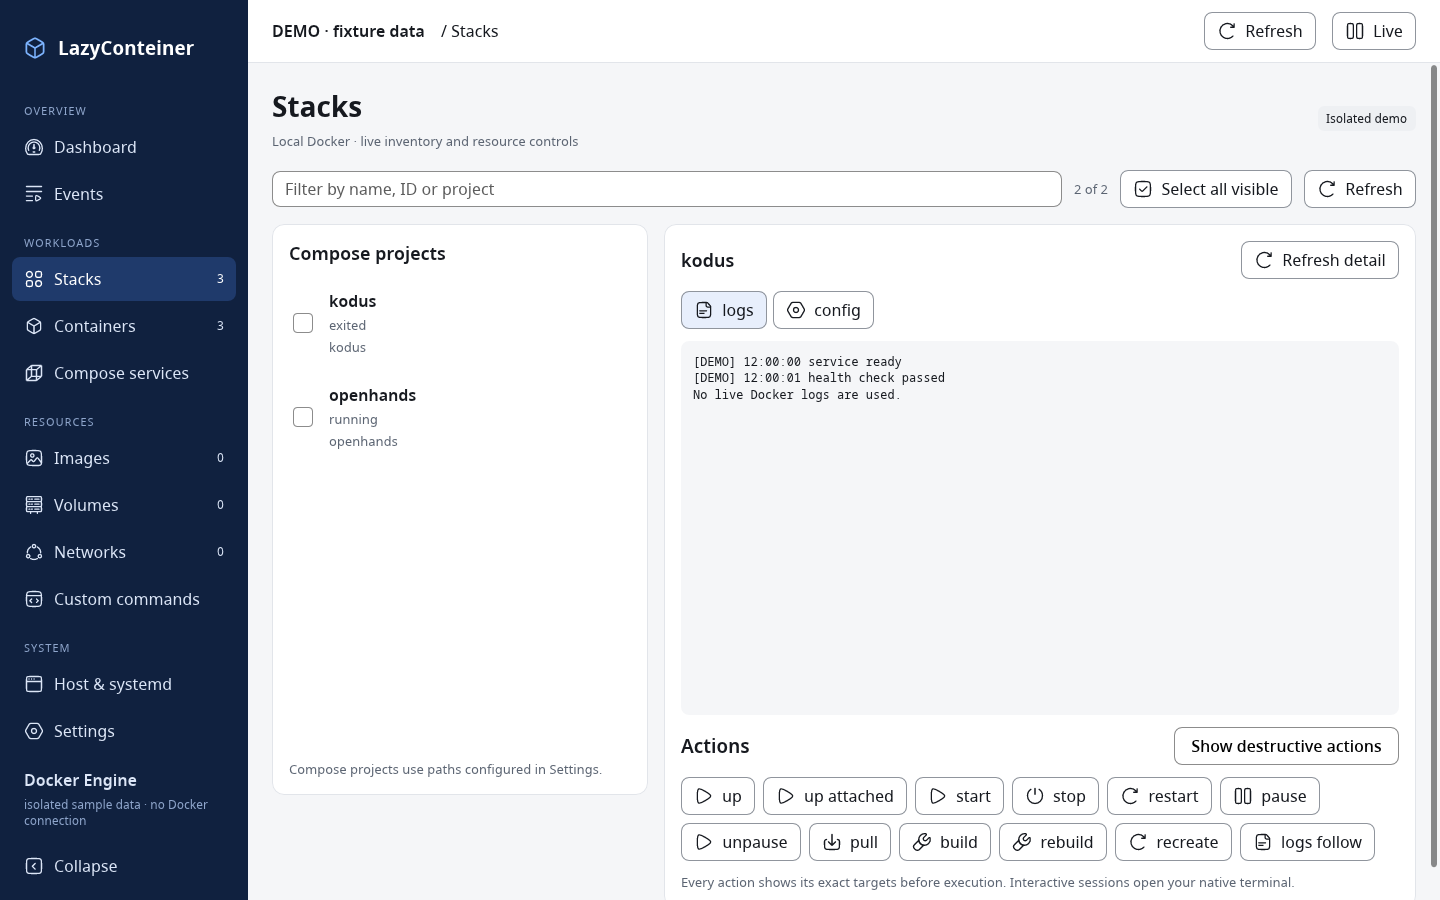 LazyConteiner
OVERVIEW
Dashboard
Events
WORKLOADS
Stacks 3
Containers 3
Compose services
RESOURCES
Images 0
Volumes 0
Networks 0
Custom commands
SYSTEM
Host & systemd
Settings
Docker Engine
isolated sample data · no Docker
connection
Collapse
DEMO · fixture data / Stacks
Refresh
Live
Stacks
Local Docker · live inventory and resource controls
Isolated demo
Filter by name, ID or project
2 of 2
Select all visible
Refresh
Compose projects
kodus
exited
kodus
openhands
running
openhands
Compose projects use paths configured in Settings.
kodus
Refresh detail
logs
config
[DEMO] 12:00:00 service ready
[DEMO] 12:00:01 health check passed
No live Docker logs are used.
Actions
Show destructive actions
up
up attached
start
stop
restart
pause
unpause
pull
build
rebuild
recreate
logs follow
Every action shows its exact targets before execution. Interactive sessions open your native terminal.